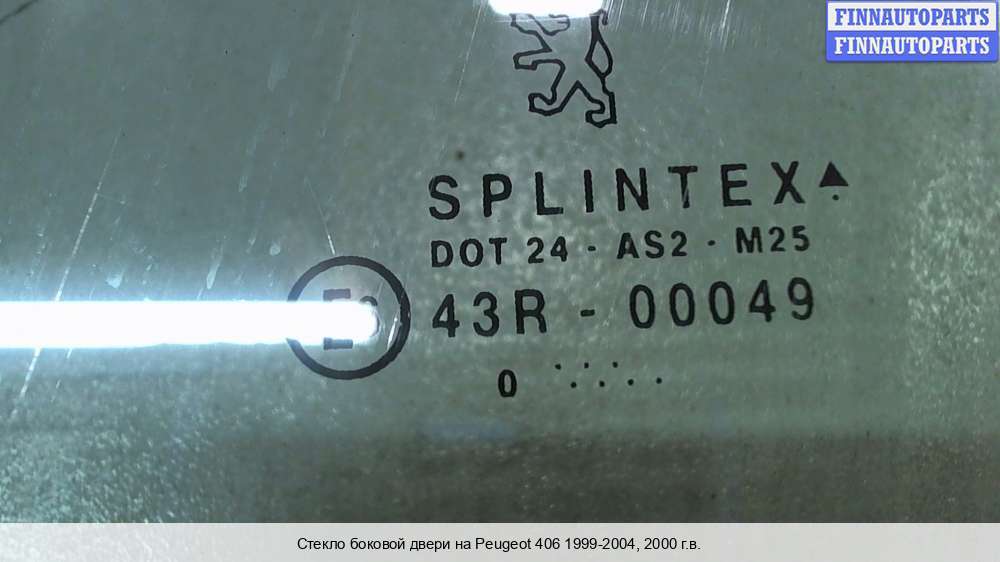 FINNAUTOPARTS
FINNAUTOPARTS
SPLINTEX
DOT 24 - AS2 - M25
43R - 00049
0
Стекло боковой двери на Peugeot 406 1999-2004, 2000 г.в.